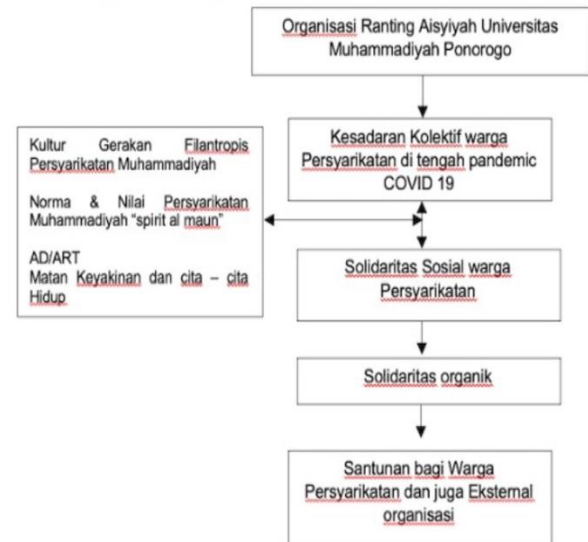 Organisasi Ranting Aisyiyah Universitas
Muhammadiyah Ponorogo
Kesadaran Kolektif warga
Persyarikatan di tengah pandemic
COVID 19
Kultur Gerakan Filantropis
Persyarikatan Muhammadiyah
Norma & Nilai Persyarikatan
Muhammadiyah “spirit al maun”
AD/ART
Matan Keyakinan dan cita – cita
Hidup
Solidaritas Sosial warga
Persyarikatan
Solidaritas organik
Santunan bagi Warga
Persyarikatan dan juga Eksternal
organisasi